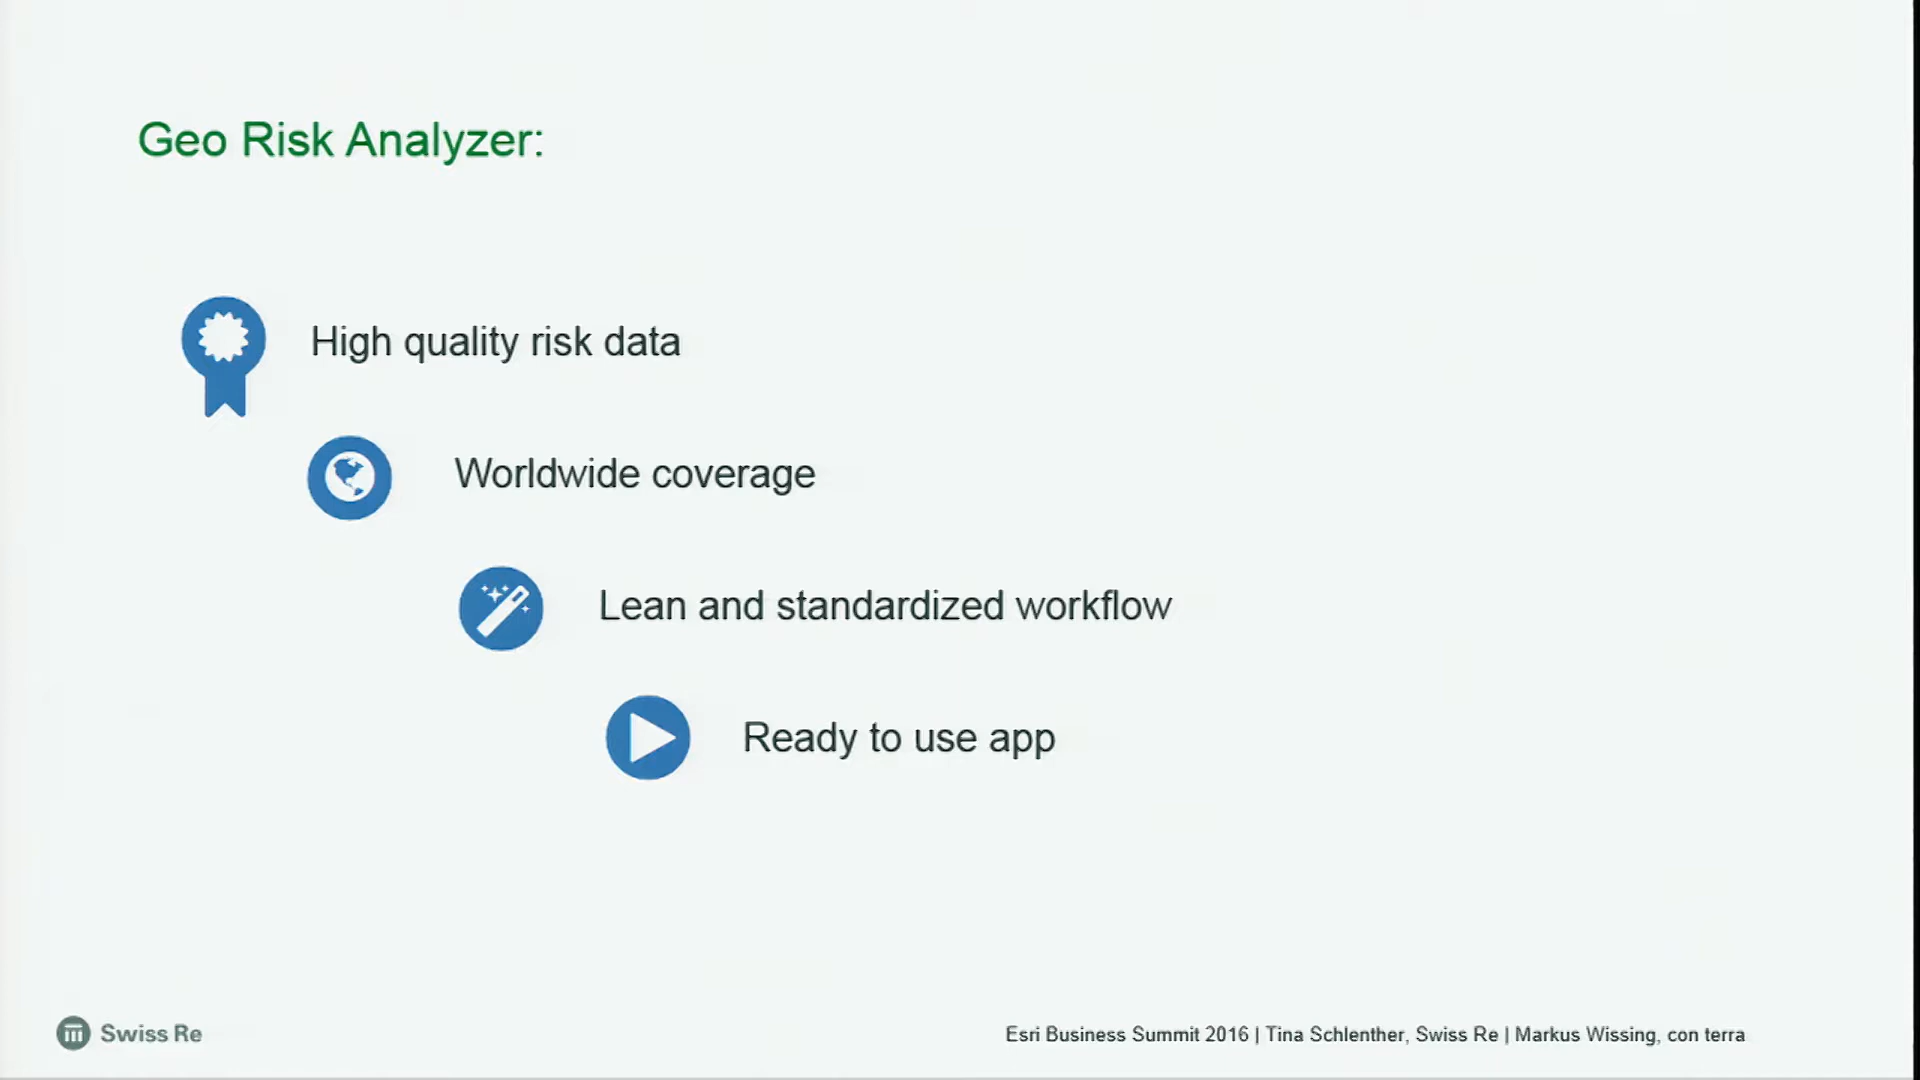 Geo Risk Analyzer:
High quality risk data
Worldwide coverage
Lean and standardized workflow
Ready to use app
Swiss Re
Esri Business Summit 2016 | Tina Schlenther, Swiss Re | Markus Wissing, con terra